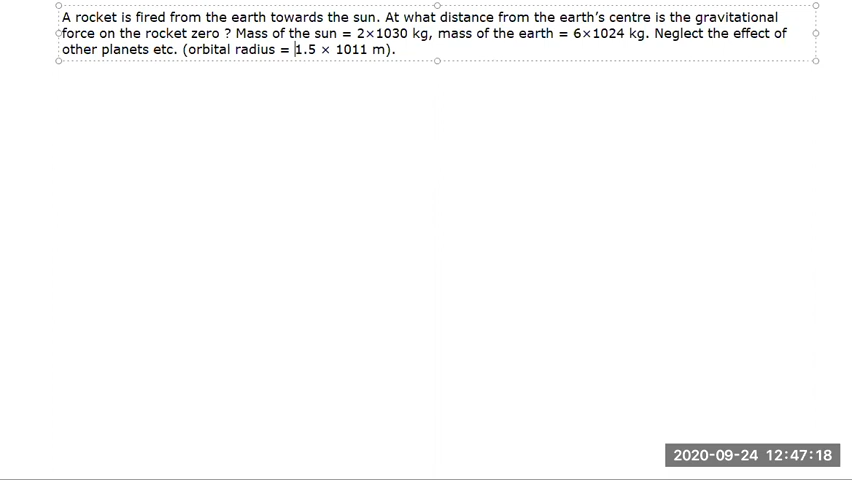 A rocket is fired from the earth towards the sun. At what distance from the earth's centre is the gravitational
force on the rocket zero ? Mass of the sun = 2×1030 kg, mass of the earth = 6×1024 kg. Neglect the effect of
other planets etc. (orbital radius = 1.5 × 1011 m).
2020-09-24 12:47:18